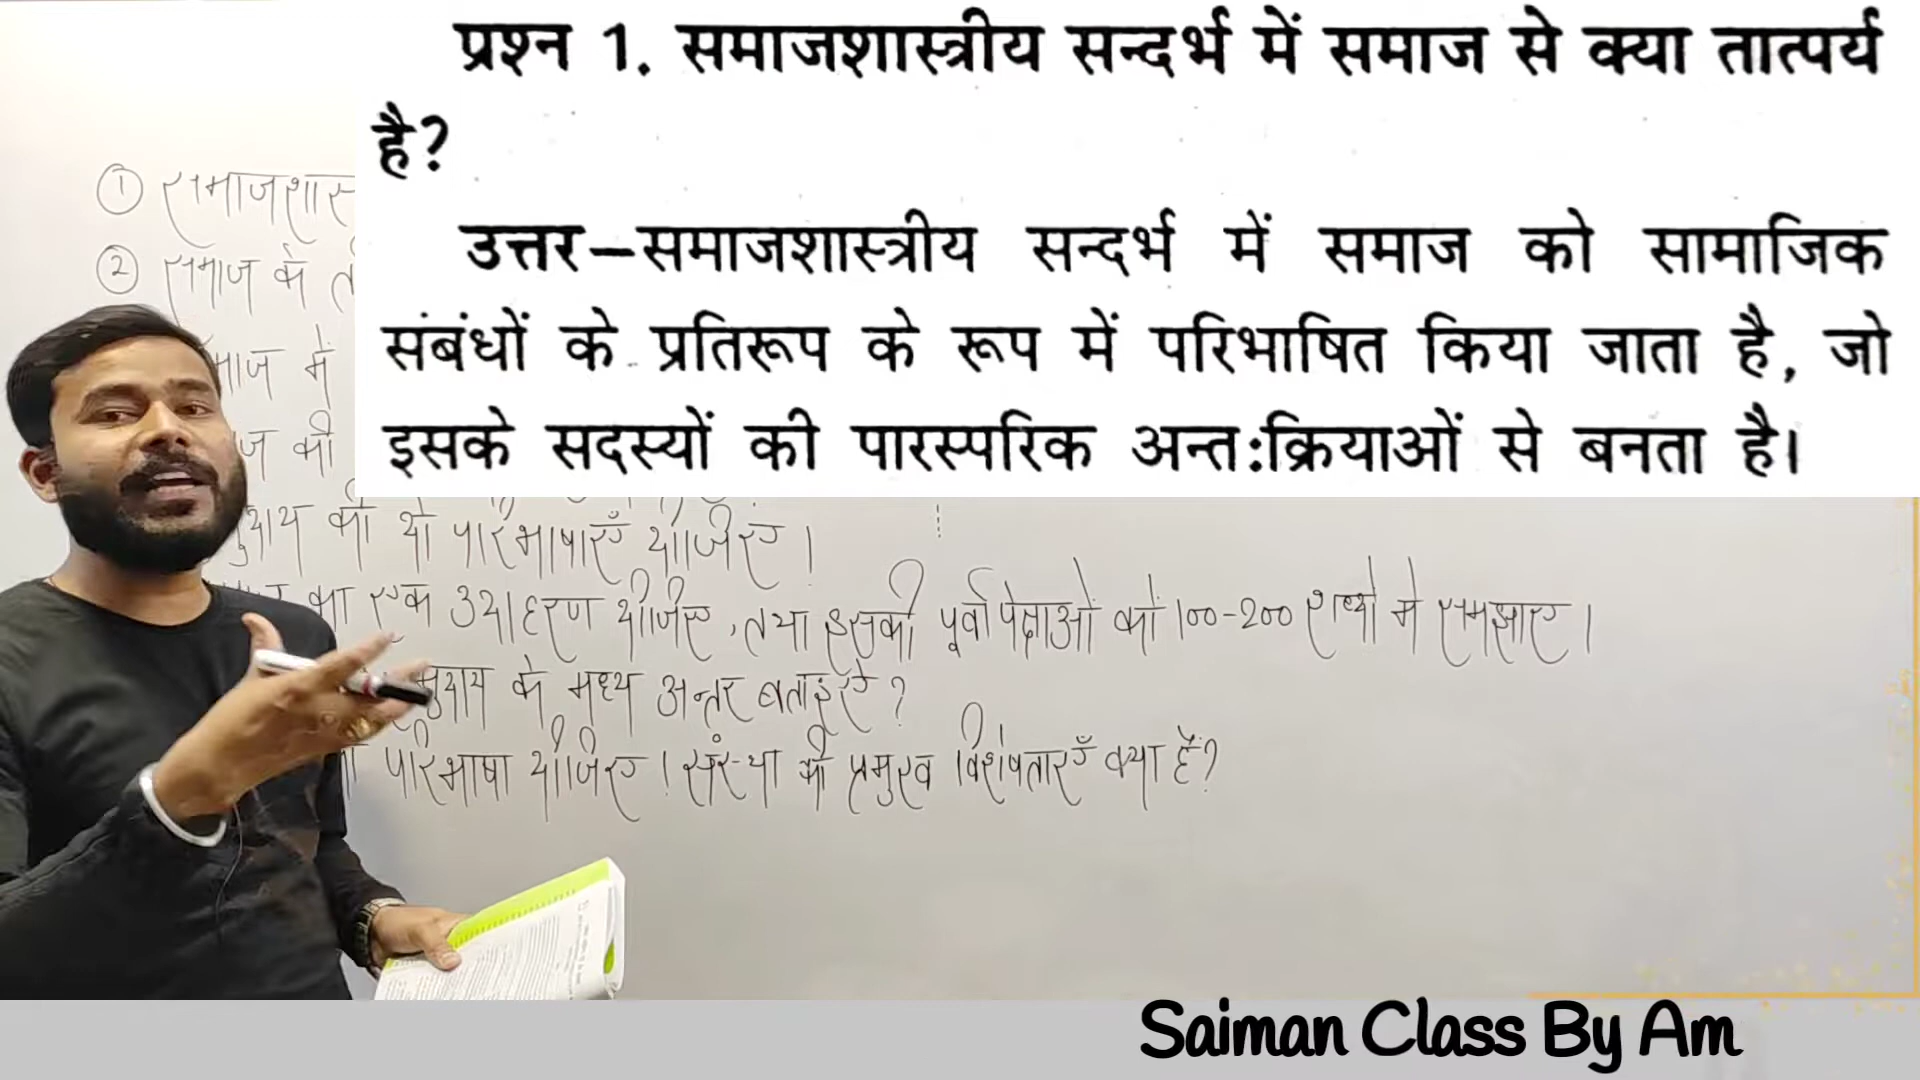 प्रश्न 1. समाजशास्त्रीय सन्दर्भ में समाज से क्या तात्पर्य
है?
उत्तर–समाजशास्त्रीय सन्दर्भ में समाज को सामाजिक
संबंधों के प्रतिरूप के रूप में परिभाषित किया जाता है, जो
इसके सदस्यों की पारस्परिक अन्त:क्रियाओं से बनता है।
① समाजशास
② समाज के
माज में
ज की
की दो परिभाषाएँ दीजिए।
का एक उदाहरण दीजिए, तथा इसकी पूर्वापेक्षाओं को 100-200 शब्दों में समझाए।
मुदाय के मध्य अन्तर बताइए?
परिभाषा दीजिए। संस्था की प्रमुख विशेषताएँ क्या हैं?
Saiman Class By Am